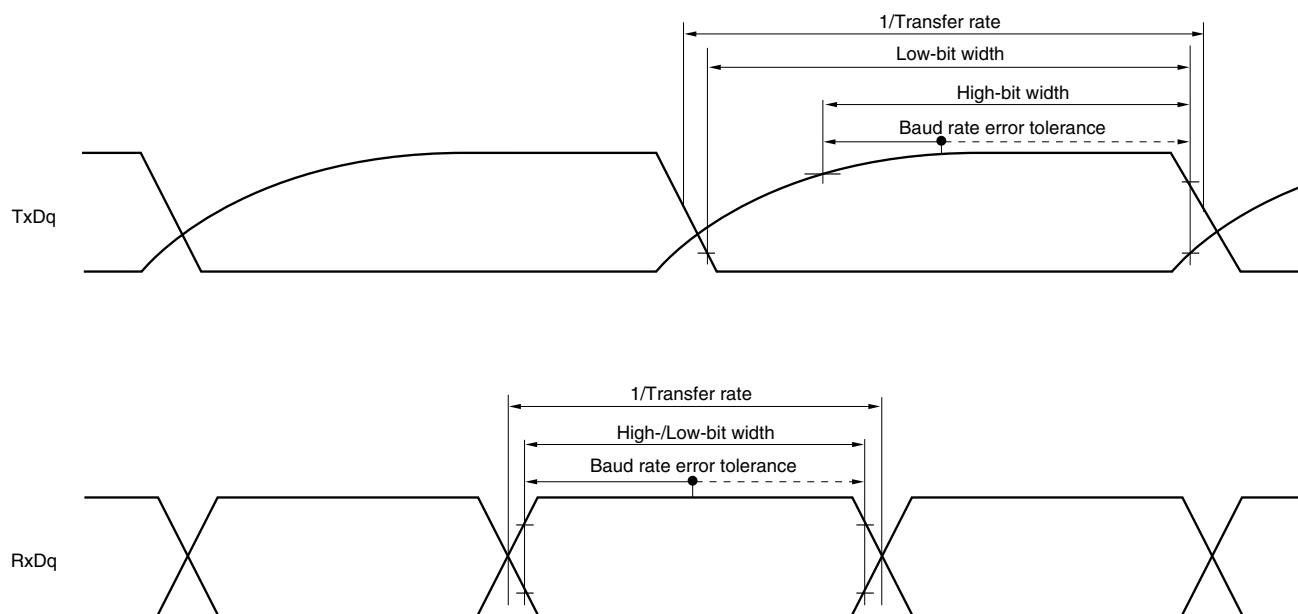 1/Transfer rate
Low-bit width
High-bit width
Baud rate error tolerance
TxDq
1/Transfer rate
High-/Low-bit width
Baud rate error tolerance
RxDq